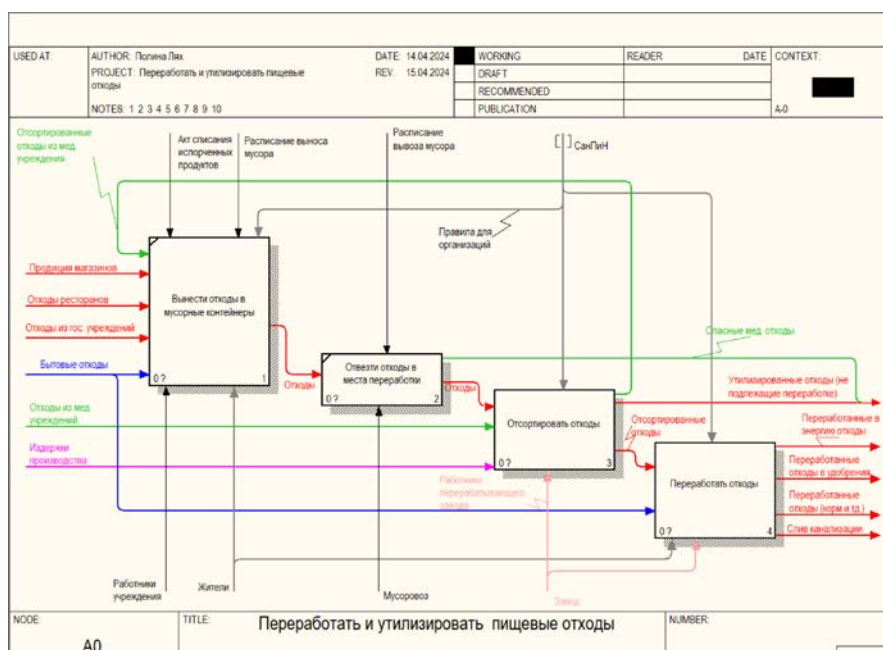 USED AT:
AUTHOR: Полина Лях
DATE: 14.04.2024
WORKING
READER
DATE
CONTEXT:
PROJECT: Переработать и утилизировать пищевые
отходы
REV: 15.04.2024
DRAFT
RECOMMENDED
NOTES: 1 2 3 4 5 6 7 8 9 10
PUBLICATION
A-0
Отсортированные
отходы из мед.
учреждения
Акт списания
испорченных
продуктов
Расписание выноса
мусора
Расписание
вывоза мусора
СанПиН
Правила для
организаций
Продукция магазинов
Отходы ресторанов
Отходы из гос. учреждений
Бытовые отходы
Вынести отходы в
мусорные контейнеры
0 ?
1
Отходы
Отвезти отходы в
места переработки
0 ?
2
Отходы
Опасные мед. отходы
Утилизированные отходы (не
подлежащие переработке)
Отходы из мед.
учреждений
Издержки
производства
Отсортировать отходы
0 ?
3
Отсортированные
отходы
Переработанные в
энергию отходы
Переработанные
отходы в удобрения
Переработанные
отходы (корм и тд.)
Слив канализации
Переработать отходы
0 ?
4
Работники
перерабатывающего
завода
Работники
учреждения
Жители
Мусоровоз
Завод
NODE:
TITLE:
Переработать и утилизировать пищевые отходы
NUMBER:
A0